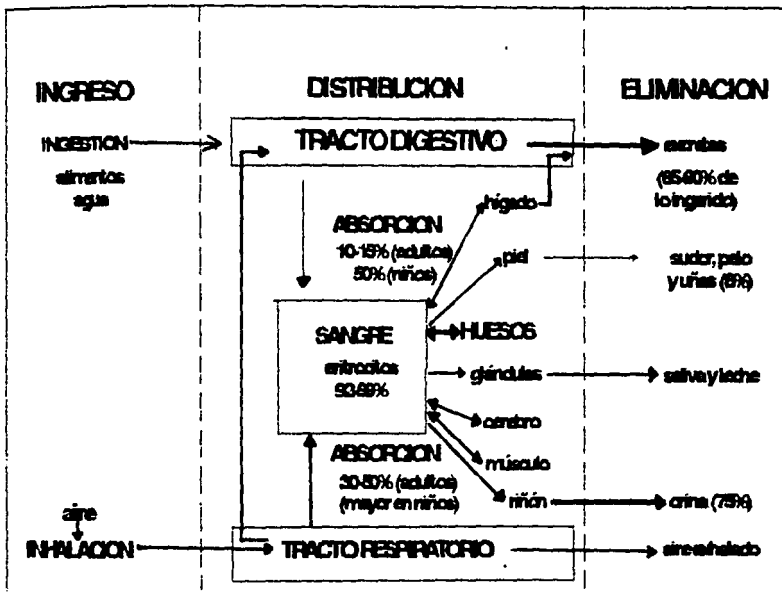 INGRESO
DISTRIBUCION
ELIMINACION
INGESTION
alimentos
agua
TRACTO DIGESTIVO
excretas
(85-90% de
lo ingerido)
ABSORCION
10-15% (adultos)
50% (niños)
hígado
piel
sudor, pelo
y uñas (8%)
SANGRE
eritrocitos
HUESOS
glándulas
saliva y leche
cerebro
músculo
riñón
orina (75%)
ABSORCION
30-50% (adultos)
(mayor en niños)
aire
INHALACION
TRACTO RESPIRATORIO
aire exhalado